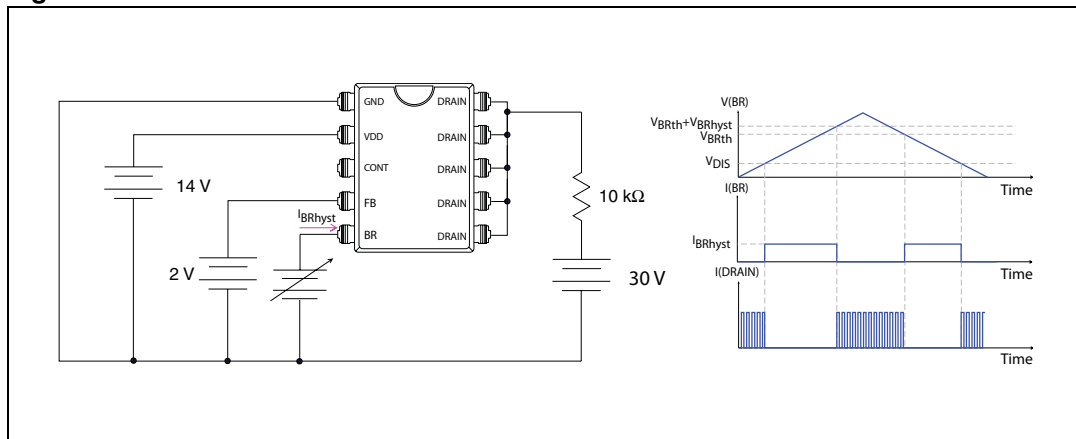 GND
DRAIN
VDD
DRAIN
CONT
DRAIN
FB
DRAIN
BR
DRAIN
14 V
2 V
IBRhyst
10 kΩ
30 V
V(BR)
VBRth+VBRhyst
VBRth
VDIS
Time
I(BR)
IBRhyst
Time
I(DRAIN)
Time